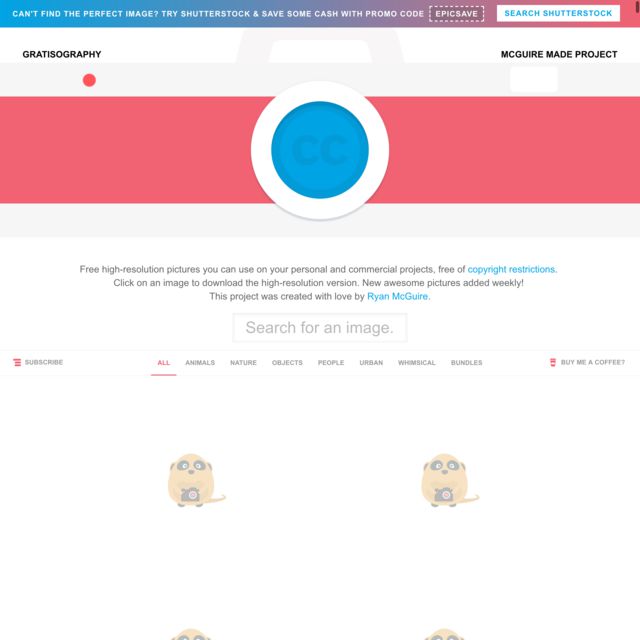 CAN'T FIND THE PERFECT IMAGE? TRY SHUTTERSTOCK & SAVE SOME CASH WITH PROMO CODE EPICSAVE SEARCH SHUTTERSTOCK
GRATISOGRAPHY MCGUIRE MADE PROJECT
CC
Free high-resolution pictures you can use on your personal and commercial projects, free of copyright restrictions.
Click on an image to download the high-resolution version. New awesome pictures added weekly!
This project was created with love by Ryan McGuire.
Search for an image.
SUBSCRIBE ALL ANIMALS NATURE OBJECTS PEOPLE URBAN WHIMSICAL BUNDLES BUY ME A COFFEE?